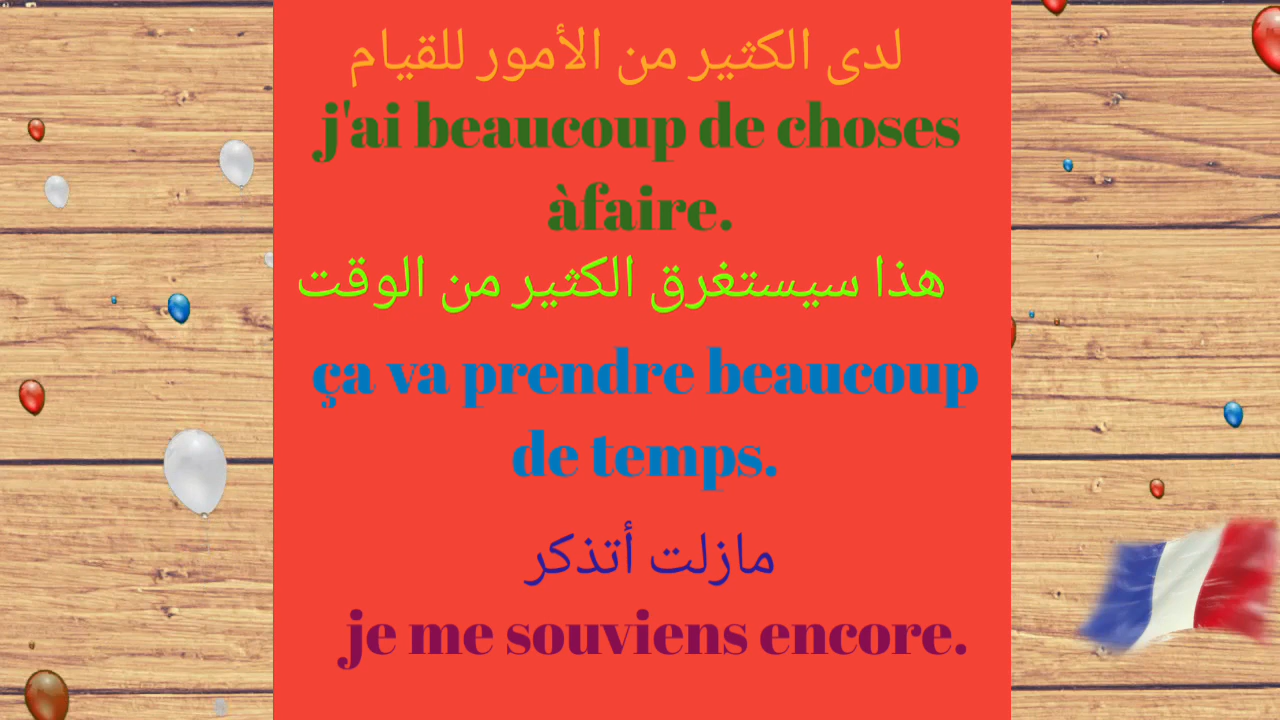 لدى الكثير من الأمور للقيام
j'ai beaucoup de choses
àfaire.
هذا سيستغرق الكثير من الوقت
ça va prendre beaucoup
de temps.
مازلت أتذكر
je me souviens encore.